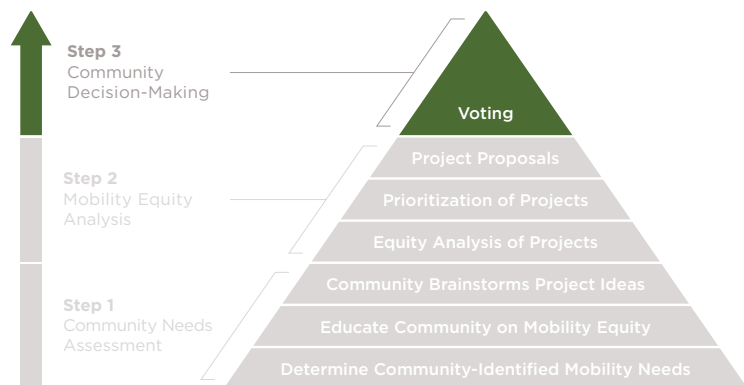 Step 3
Community
Decision-Making
Voting
Step 2
Mobility Equity
Analysis
Project Proposals
Prioritization of Projects
Equity Analysis of Projects
Step 1
Community Needs
Assessment
Community Brainstorms Project Ideas
Educate Community on Mobility Equity
Determine Community-Identified Mobility Needs